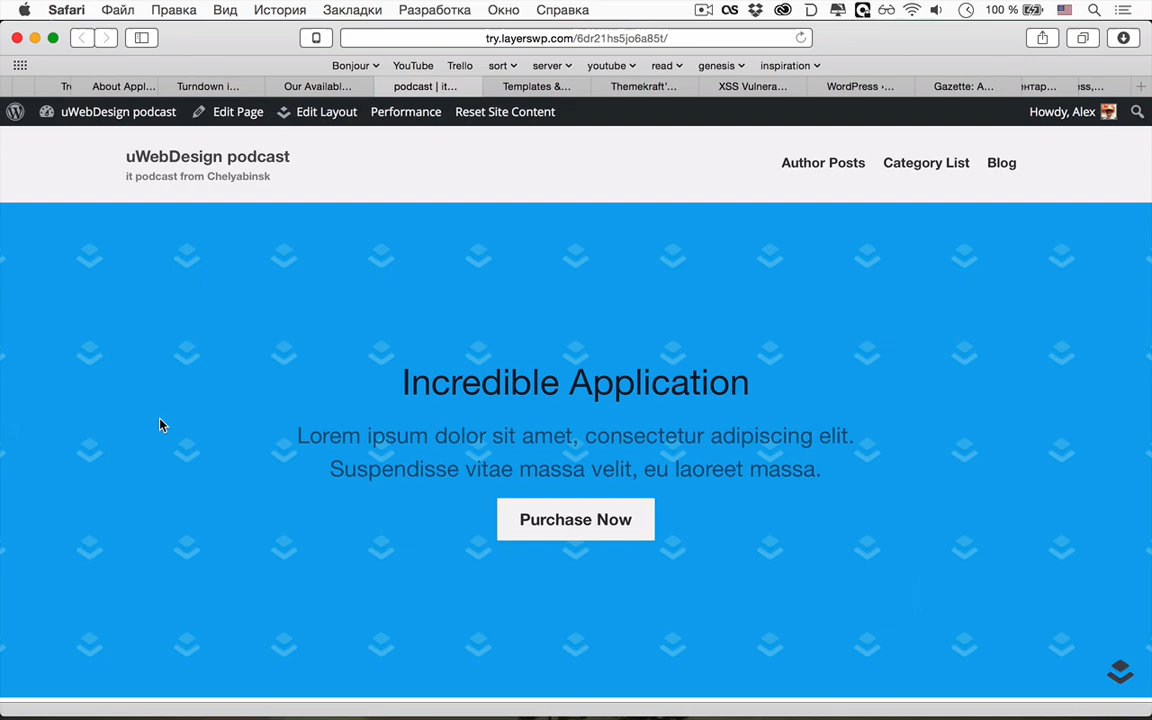 Safari Файл Правка Вид История Закладки Разработка Окно Справка 100 %
try.layerswp.com/6dr21hs5jo6a85t/
Bonjour YouTube Trello sort server youtube read genesis inspiration
About Appl... Turndown i... Our Availabl... podcast | it... Templates &... Themekraft'... XSS Vulnera... WordPress ›... Gazette: A...
uWebDesign podcast Edit Page Edit Layout Performance Reset Site Content Howdy, Alex
uWebDesign podcast
it podcast from Chelyabinsk
Author Posts Category List Blog
Incredible Application
Lorem ipsum dolor sit amet, consectetur adipiscing elit.
Suspendisse vitae massa velit, eu laoreet massa.
Purchase Now